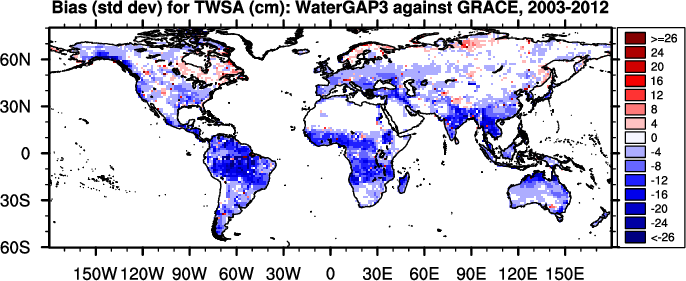 Bias (std dev) for TWSA (cm): WaterGAP3 against GRACE, 2003-2012
60N
30N
0
30S
60S
150W 120W 90W 60W 30W 0 30E 60E 90E 120E 150E
>=26
24
20
16
12
8
4
0
-4
-8
-12
-16
-20
-24
<-26